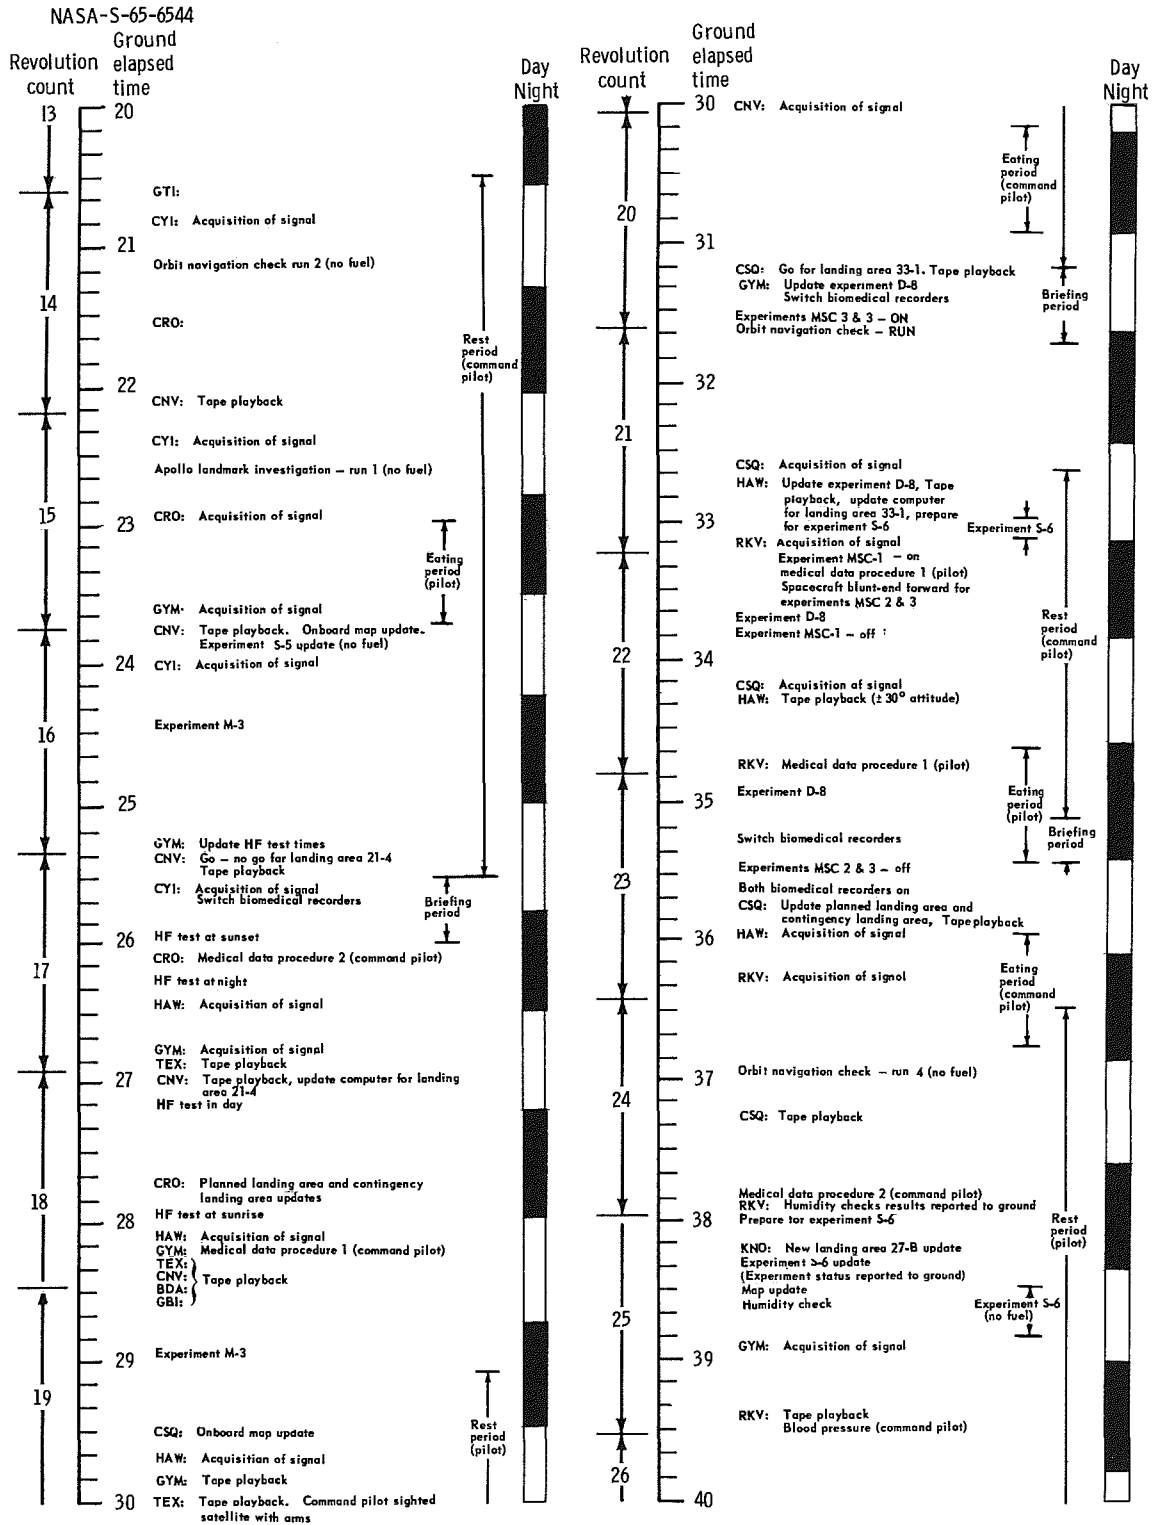 NASA-S-65-6544
Revolution count
Ground elapsed time
Day
Night
13
20
GTI:
CYI: Acquisition of signal
21
Orbit navigation check run 2 (no fuel)
14
CRO:
Rest
period
(command
pilot)
22
CNV: Tape playback
CYI: Acquisition of signal
Apollo landmark investigation – run 1 (no fuel)
15
23
CRO: Acquisition of signal
Eating
period
(pilot)
GYM: Acquisition of signal
CNV: Tape playback. Onboard map update.
Experiment S-5 update (no fuel)
24
CYI: Acquisition of signal
16
Experiment M-3
25
GYM: Update HF test times
CNV: Go – no go for landing area 21-4
Tape playback
CYI: Acquisition of signal
Switch biomedical recorders
Briefing
period
26
HF test at sunset
CRO: Medical data procedure 2 (command pilot)
17
HF test at night
HAW: Acquisition of signal
GYM: Acquisition of signal
TEX: Tape playback
27
CNV: Tape playback, update computer for landing
area 21-4
HF test in day
18
CRO: Planned landing area and contingency
landing area updates
HF test at sunrise
28
HAW: Acquisition of signal
GYM: Medical data procedure 1 (command pilot)
TEX:
CNV: Tape playback
BDA:
GBI:
29
Experiment M-3
19
Rest
period
(pilot)
CSQ: Onboard map update
HAW: Acquisition of signal
GYM: Tape playback
30
TEX: Tape playback. Command pilot sighted
satellite with arms
Revolution count
Ground elapsed time
Day
Night
30
CNV: Acquisition of signal
Eating
period
(command
pilot)
20
31
CSQ: Go for landing area 33-1. Tape playback
GYM: Update experiment D-8
Switch biomedical recorders
Briefing
period
Experiments MSC 3 & 3 – ON
Orbit navigation check – RUN
32
21
CSQ: Acquisition of signal
HAW: Update experiment D-8, Tape
playback, update computer
for landing area 33-1, prepare
for experiment S-6
33
Experiment S-6
RKV: Acquisition of signal
Experiment MSC-1 – on
medical data procedure 1 (pilot)
Spacecraft blunt-end forward for
experiments MSC 2 & 3
Experiment D-8
Experiment MSC-1 – off
Rest
period
(command
pilot)
22
34
CSQ: Acquisition of signal
HAW: Tape playback (± 30° attitude)
RKV: Medical data procedure 1 (pilot)
35
Experiment D-8
Eating
period
(pilot)
Switch biomedical recorders
Briefing
period
Experiments MSC 2 & 3 – off
23
Both biomedical recorders on
CSQ: Update planned landing area and
contingency landing area, Tape playback
36
HAW: Acquisition of signal
RKV: Acquisition of signal
Eating
period
(command
pilot)
37
Orbit navigation check – run 4 (no fuel)
24
CSQ: Tape playback
Medical data procedure 2 (command pilot)
RKV: Humidity checks results reported to ground
38
Prepare for experiment S-6
Rest
period
(pilot)
KNO: New landing area 27-B update
Experiment S-6 update
(Experiment status reported to ground)
Map update
Humidity check
Experiment S-6
(no fuel)
25
GYM: Acquisition of signal
39
RKV: Tape playback
Blood pressure (command pilot)
26
40